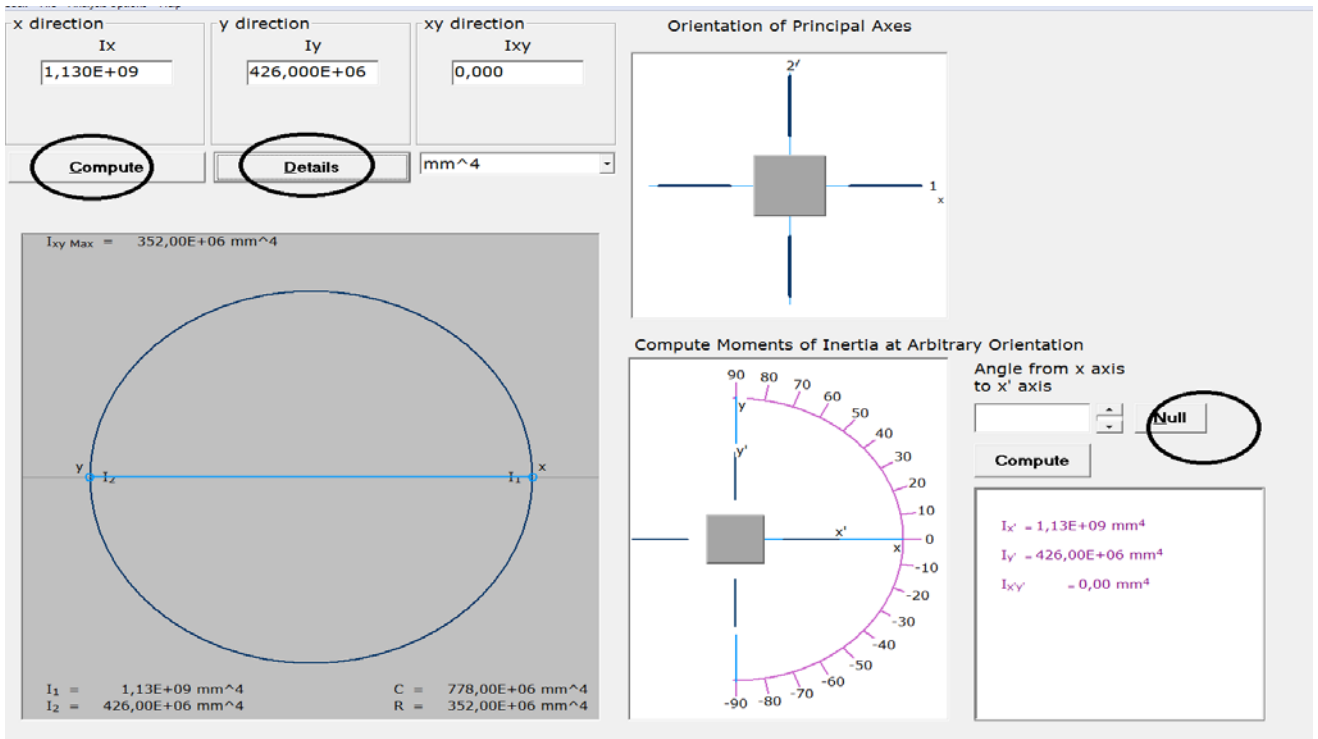 x direction
Ix
1,130E+09
y direction
Iy
426,000E+06
xy direction
Ixy
0,000
Compute
Details
mm^4
Orientation of Principal Axes
2
1
x
Ixy Max = 352,00E+06 mm^4
y
I2
I1
x
I1 = 1,13E+09 mm^4
I2 = 426,00E+06 mm^4
C = 778,00E+06 mm^4
R = 352,00E+06 mm^4
Compute Moments of Inertia at Arbitrary Orientation
90
80
70
60
50
40
30
20
10
0
-10
-20
-30
-40
-50
-60
-70
-80
-90
y
y'
x'
x
Angle from x axis
to x' axis
Null
Compute
Ix' = 1,13E+09 mm4
Iy' = 426,00E+06 mm4
Ix'y' = 0,00 mm4